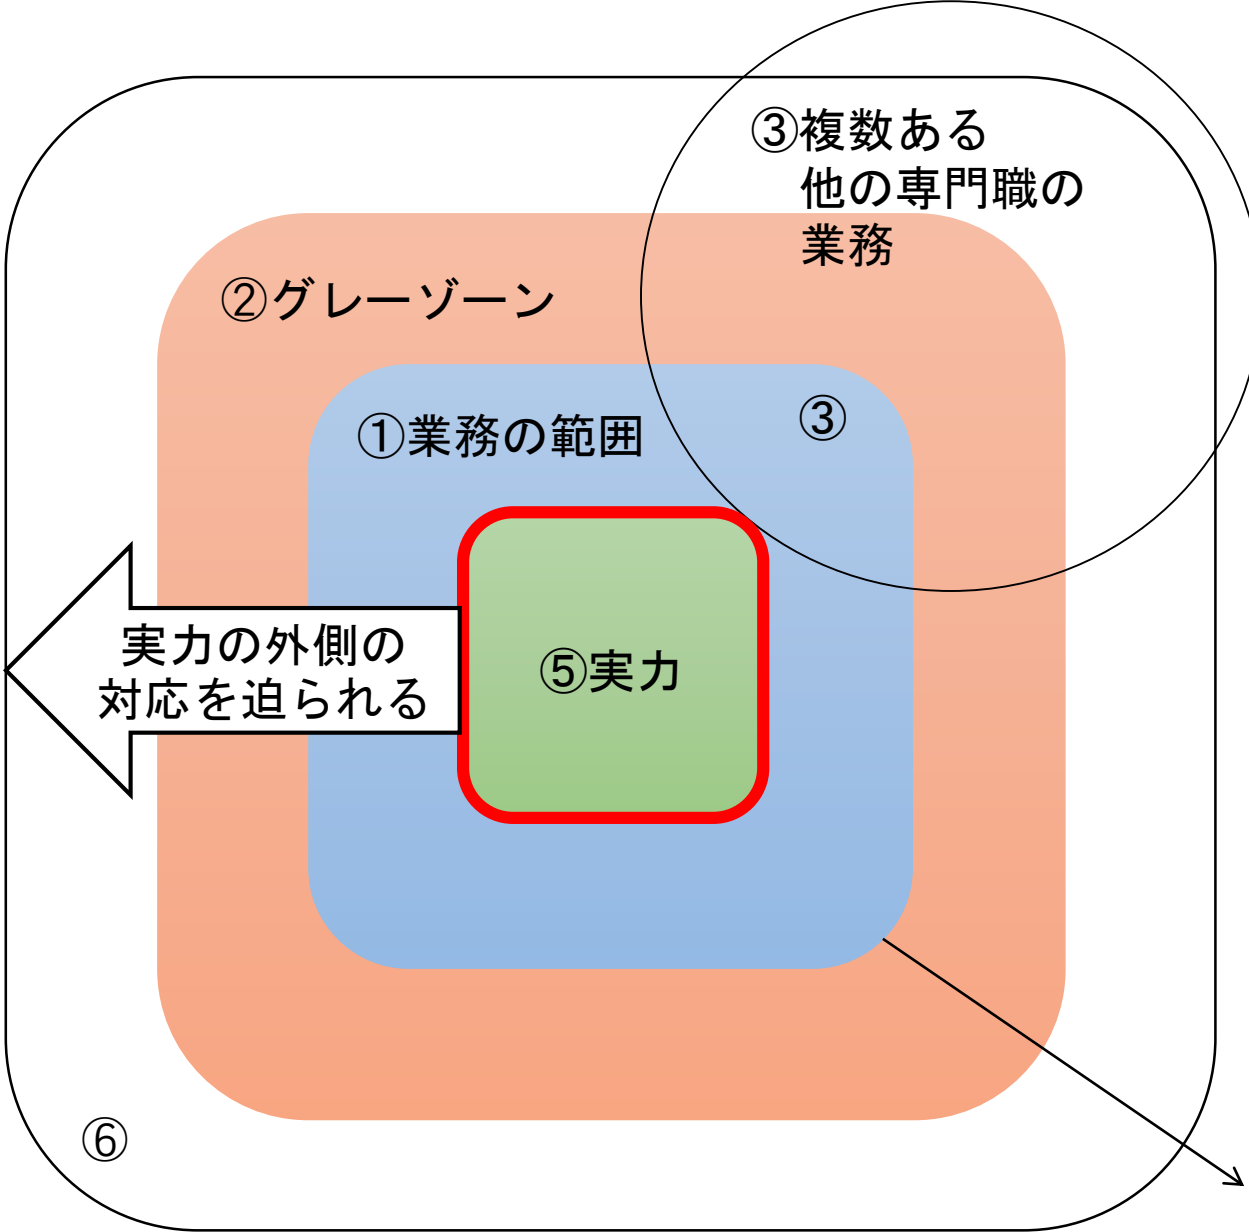 ③複数ある
他の専門職の
業務
②グレーゾーン
①業務の範囲
③
実力の外側の
対応を迫られる
⑤実力
⑥